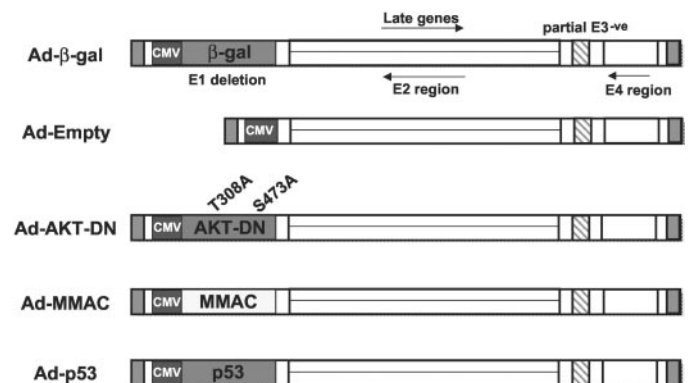 Late genes
partial E3-ve
Ad-β-gal
CMV β-gal
E1 deletion
E2 region
E4 region
Ad-Empty
CMV
T308A
S473A
Ad-AKT-DN
CMV AKT-DN
Ad-MMAC
CMV MMAC
Ad-p53
CMV p53